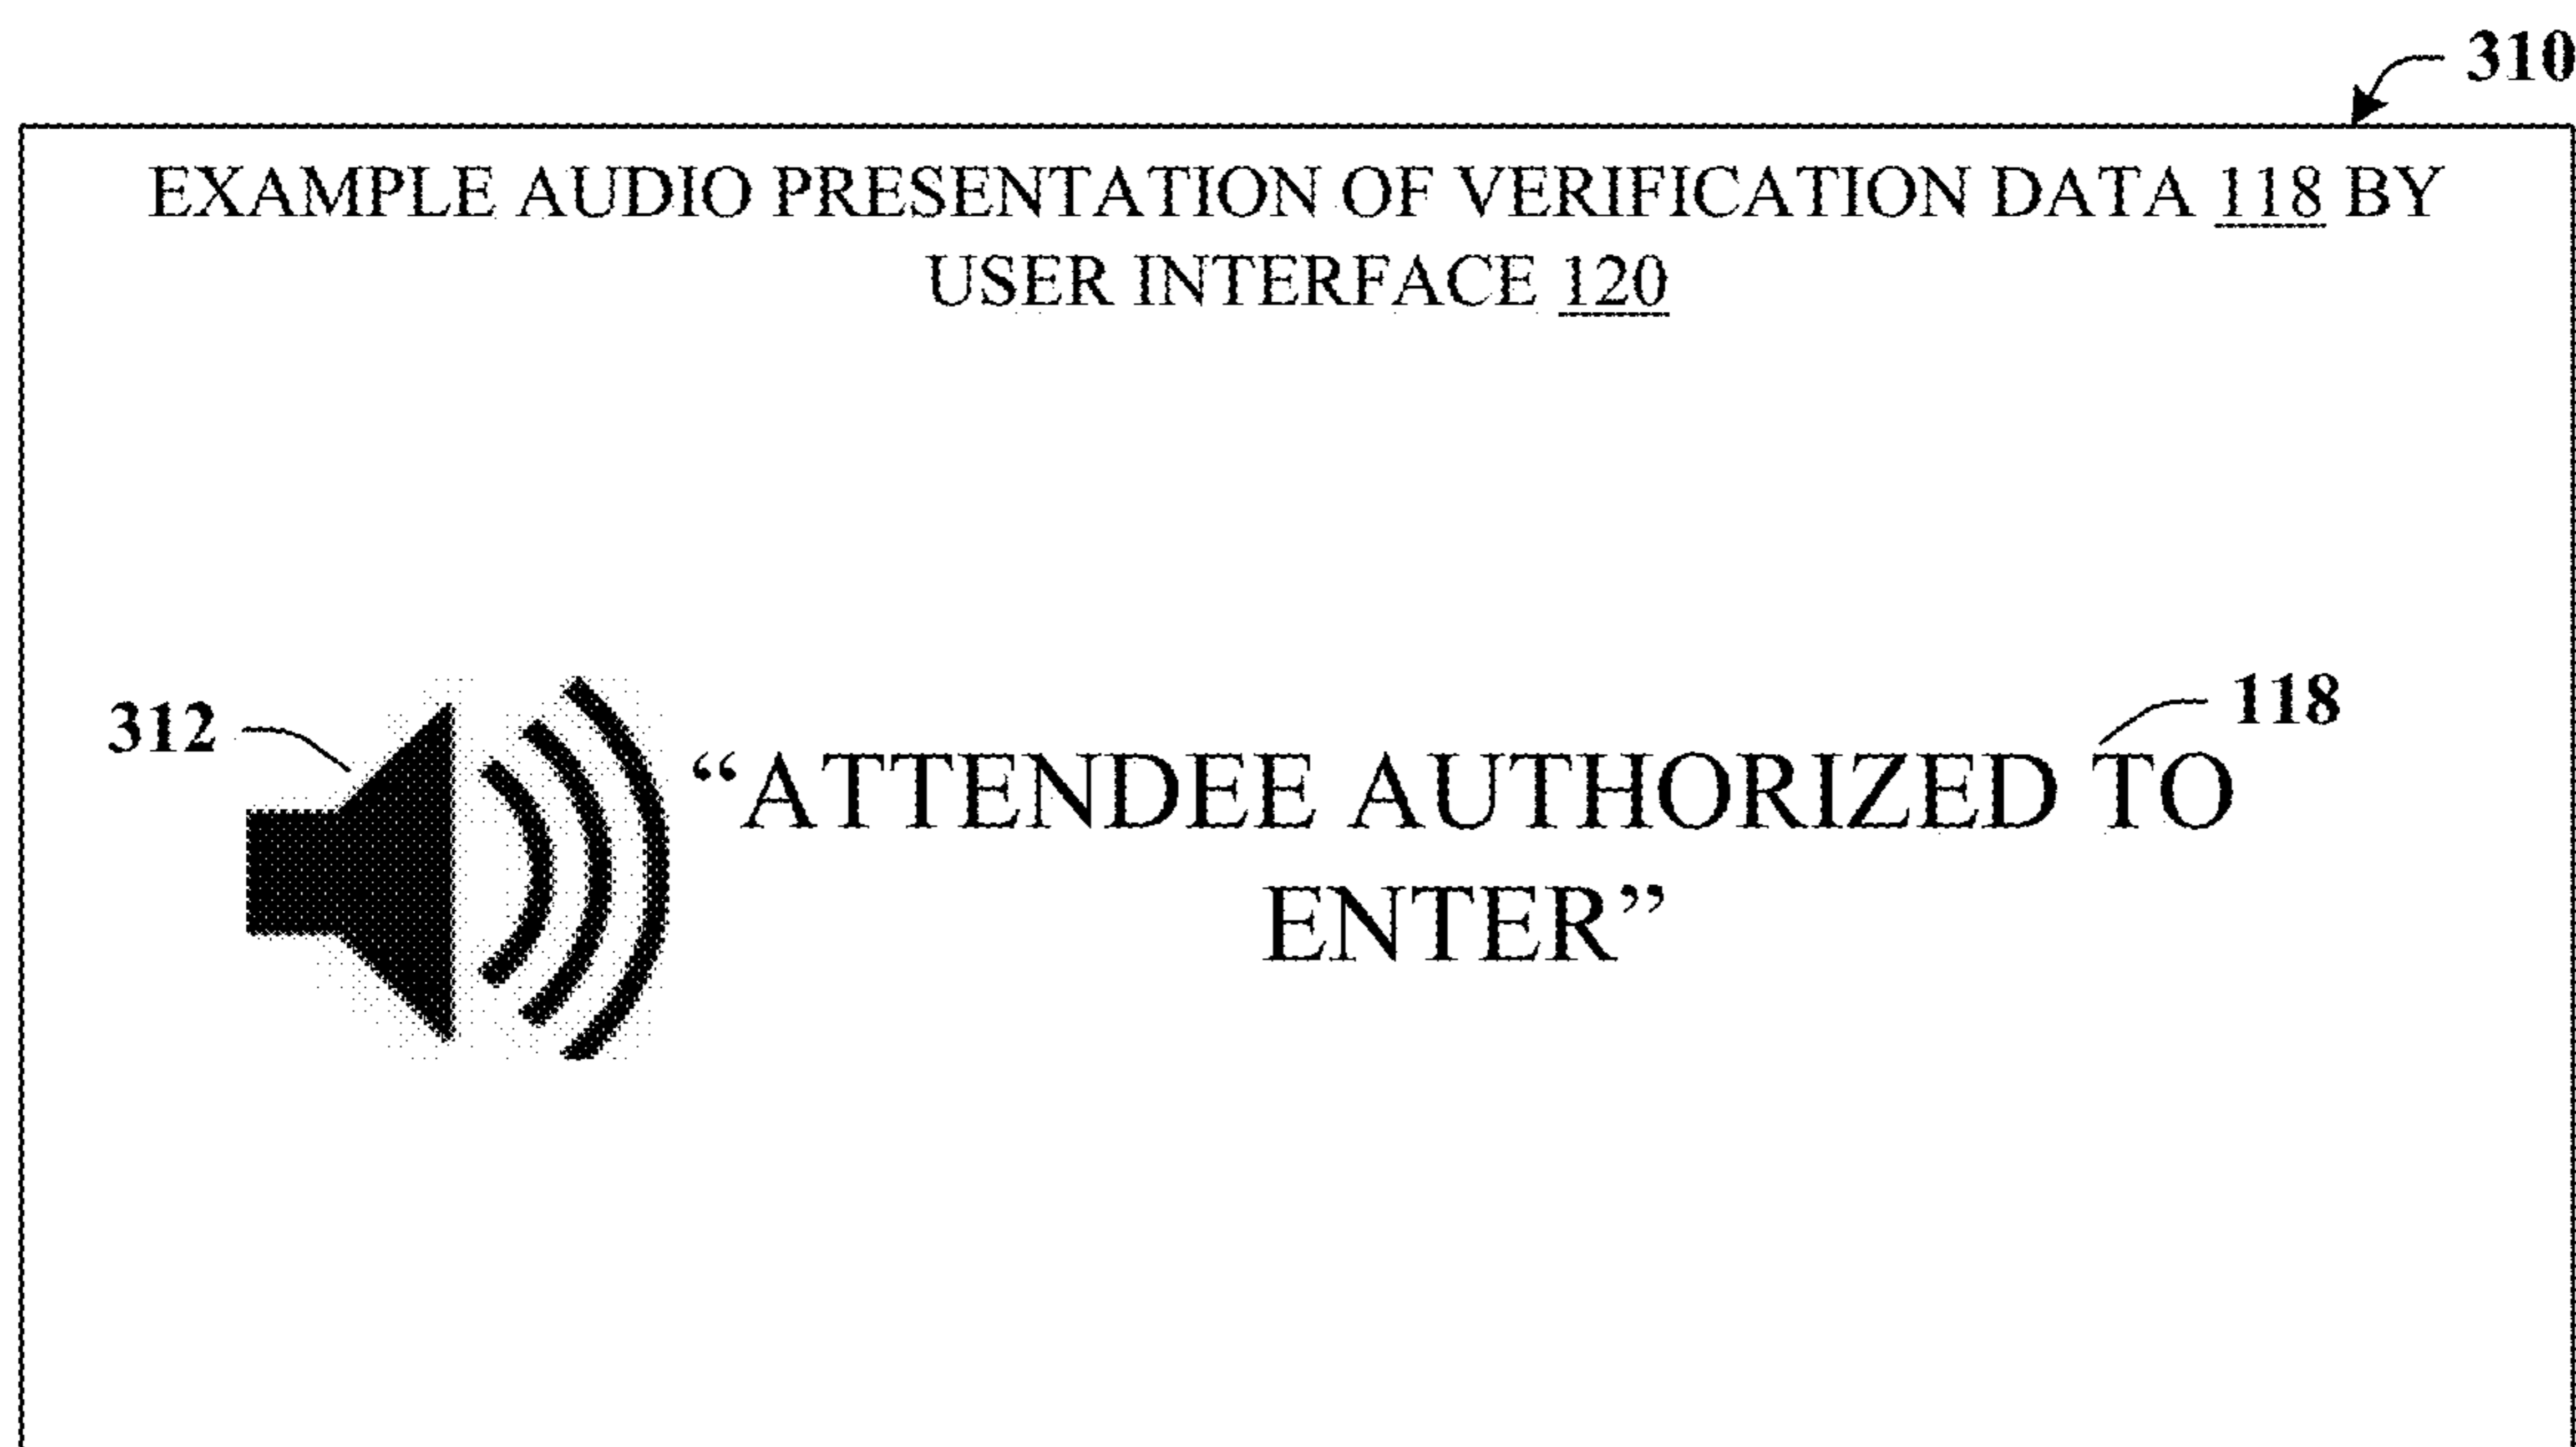 310
EXAMPLE AUDIO PRESENTATION OF VERIFICATION DATA 118 BY
USER INTERFACE 120
312
118
“ATTENDEE AUTHORIZED TO
ENTER”